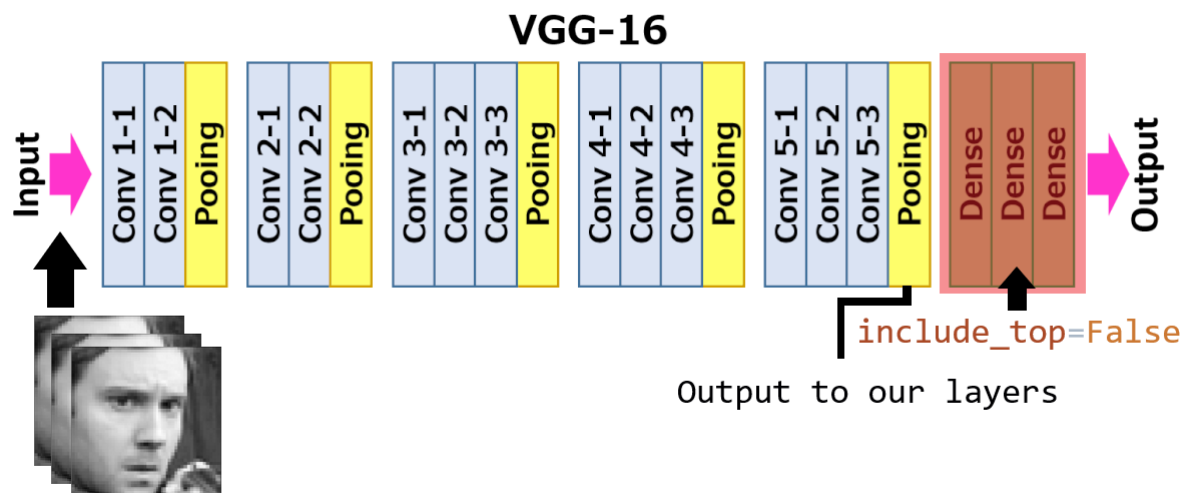 VGG-16
Input
Conv 1-1
Conv 1-2
Pooing
Conv 2-1
Conv 2-2
Pooing
Conv 3-1
Conv 3-2
Conv 3-3
Pooing
Conv 4-1
Conv 4-2
Conv 4-3
Pooing
Conv 5-1
Conv 5-2
Conv 5-3
Pooing
Dense
Dense
Dense
Output
include_top=False
Output to our layers